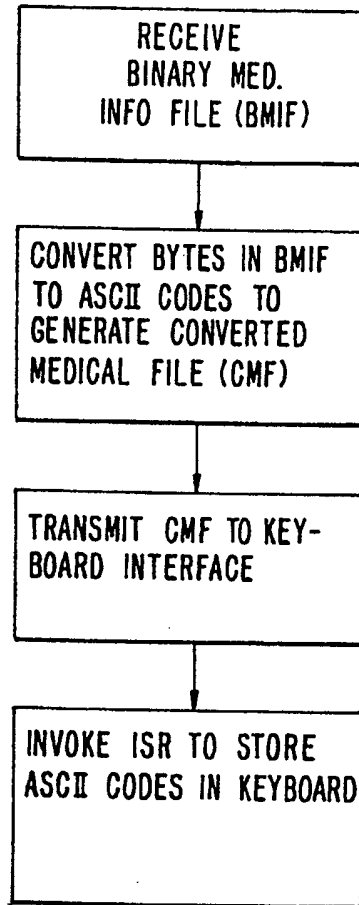 RECEIVE
BINARY MED.
INFO FILE (BMIF)
CONVERT BYTES IN BMIF
TO ASCII CODES TO
GENERATE CONVERTED
MEDICAL FILE (CMF)
TRANSMIT CMF TO KEY-
BOARD INTERFACE
INVOKE ISR TO STORE
ASCII CODES IN KEYBOARD